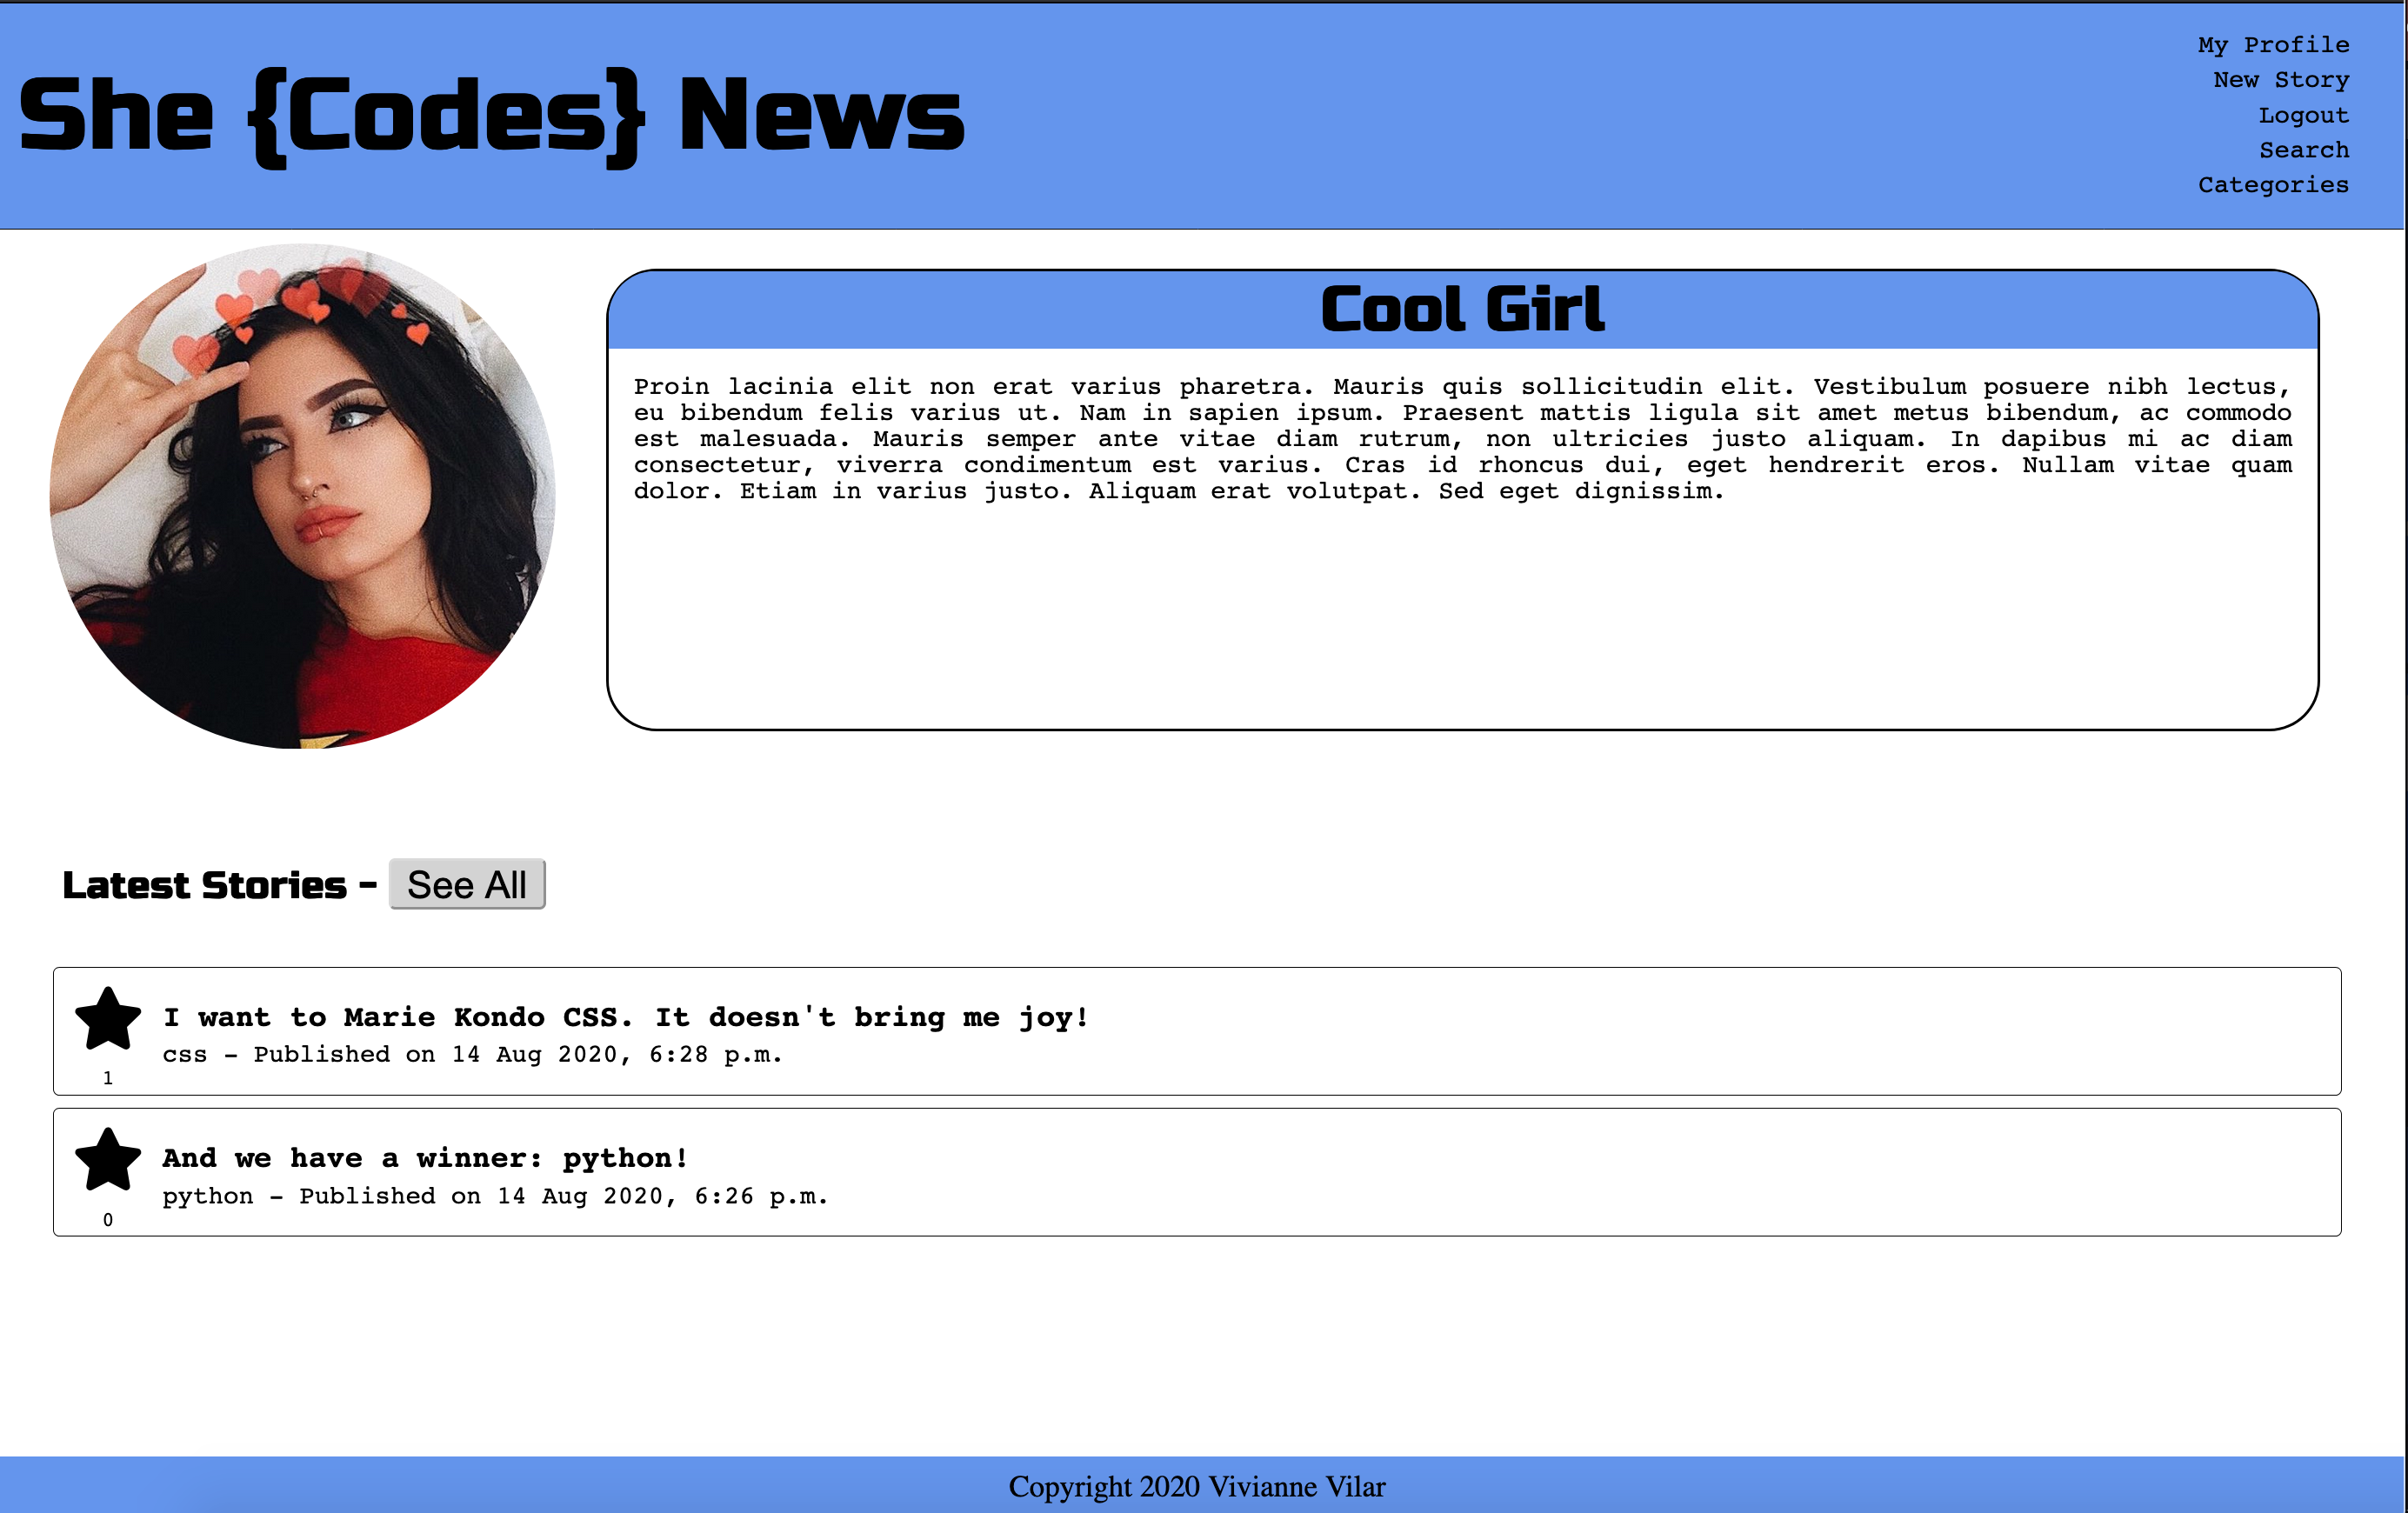 She {Codes} News
My Profile
New Story
Logout
Search
Categories
Cool Girl
Proin lacinia elit non erat varius pharetra. Mauris quis sollicitudin elit. Vestibulum posuere nibh lectus,
eu bibendum felis varius ut. Nam in sapien ipsum. Praesent mattis ligula sit amet metus bibendum, ac commodo
est malesuada. Mauris semper ante vitae diam rutrum, non ultricies justo aliquam. In dapibus mi ac diam
consectetur, viverra condimentum est varius. Cras id rhoncus dui, eget hendrerit eros. Nullam vitae quam
dolor. Etiam in varius justo. Aliquam erat volutpat. Sed eget dignissim.
Latest Stories - See All
I want to Marie Kondo CSS. It doesn't bring me joy!
css - Published on 14 Aug 2020, 6:28 p.m.
1
And we have a winner: python!
python - Published on 14 Aug 2020, 6:26 p.m.
0
Copyright 2020 Vivianne Vilar